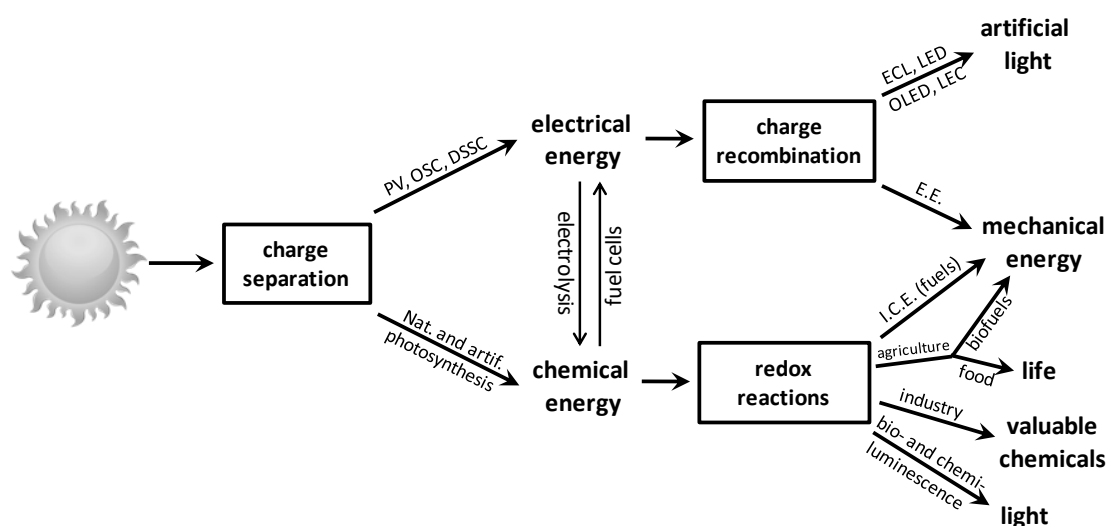 artificial
light
ECL, LED
OLED, LEC
electrical
energy
charge
recombination
PV, OSC, DSSC
E.E.
charge
separation
electrolysis
fuel cells
mechanical
energy
I.C.E. (fuels)
Nat. and artif.
photosynthesis
chemical
energy
redox
reactions
agriculture
biofuels
food
life
industry
valuable
chemicals
bio- and chemi-
luminescence
light